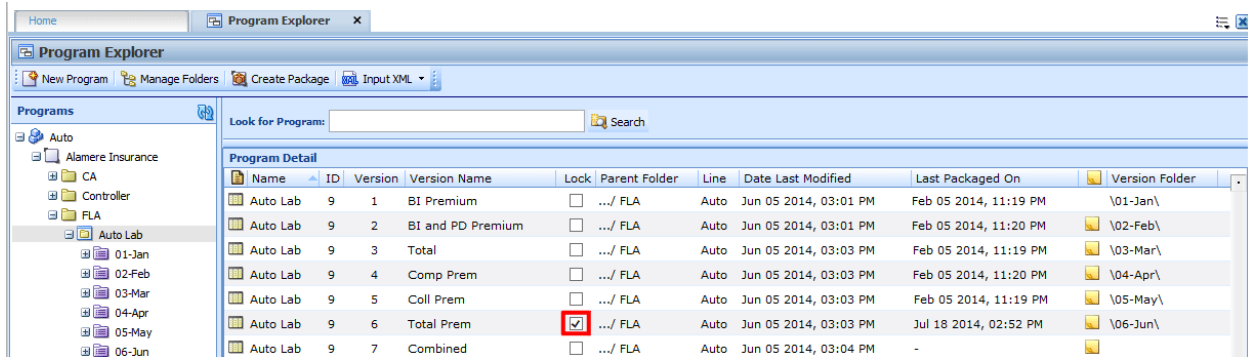 Home
Program Explorer x
Program Explorer
New Program Manage Folders Create Package Input XML
Programs
Look for Program: Search
Auto
Alamere Insurance
CA
Controller
FLA
Auto Lab
01-Jan
02-Feb
03-Mar
04-Apr
05-May
06-Jun
Program Detail
Name ID Version Version Name Lock Parent Folder Line Date Last Modified Last Packaged On Version Folder
Auto Lab 9 1 BI Premium .../ FLA Auto Jun 05 2014, 03:01 PM Feb 05 2014, 11:19 PM \01-Jan\
Auto Lab 9 2 BI and PD Premium .../ FLA Auto Jun 05 2014, 03:01 PM Feb 05 2014, 11:20 PM \02-Feb\
Auto Lab 9 3 Total .../ FLA Auto Jun 05 2014, 03:03 PM Feb 05 2014, 11:19 PM \03-Mar\
Auto Lab 9 4 Comp Prem .../ FLA Auto Jun 05 2014, 03:03 PM Feb 05 2014, 11:20 PM \04-Apr\
Auto Lab 9 5 Coll Prem .../ FLA Auto Jun 05 2014, 03:03 PM Feb 05 2014, 11:19 PM \05-May\
Auto Lab 9 6 Total Prem .../ FLA Auto Jun 05 2014, 03:03 PM Jul 18 2014, 02:52 PM \06-Jun\
Auto Lab 9 7 Combined .../ FLA Auto Jun 05 2014, 03:04 PM -